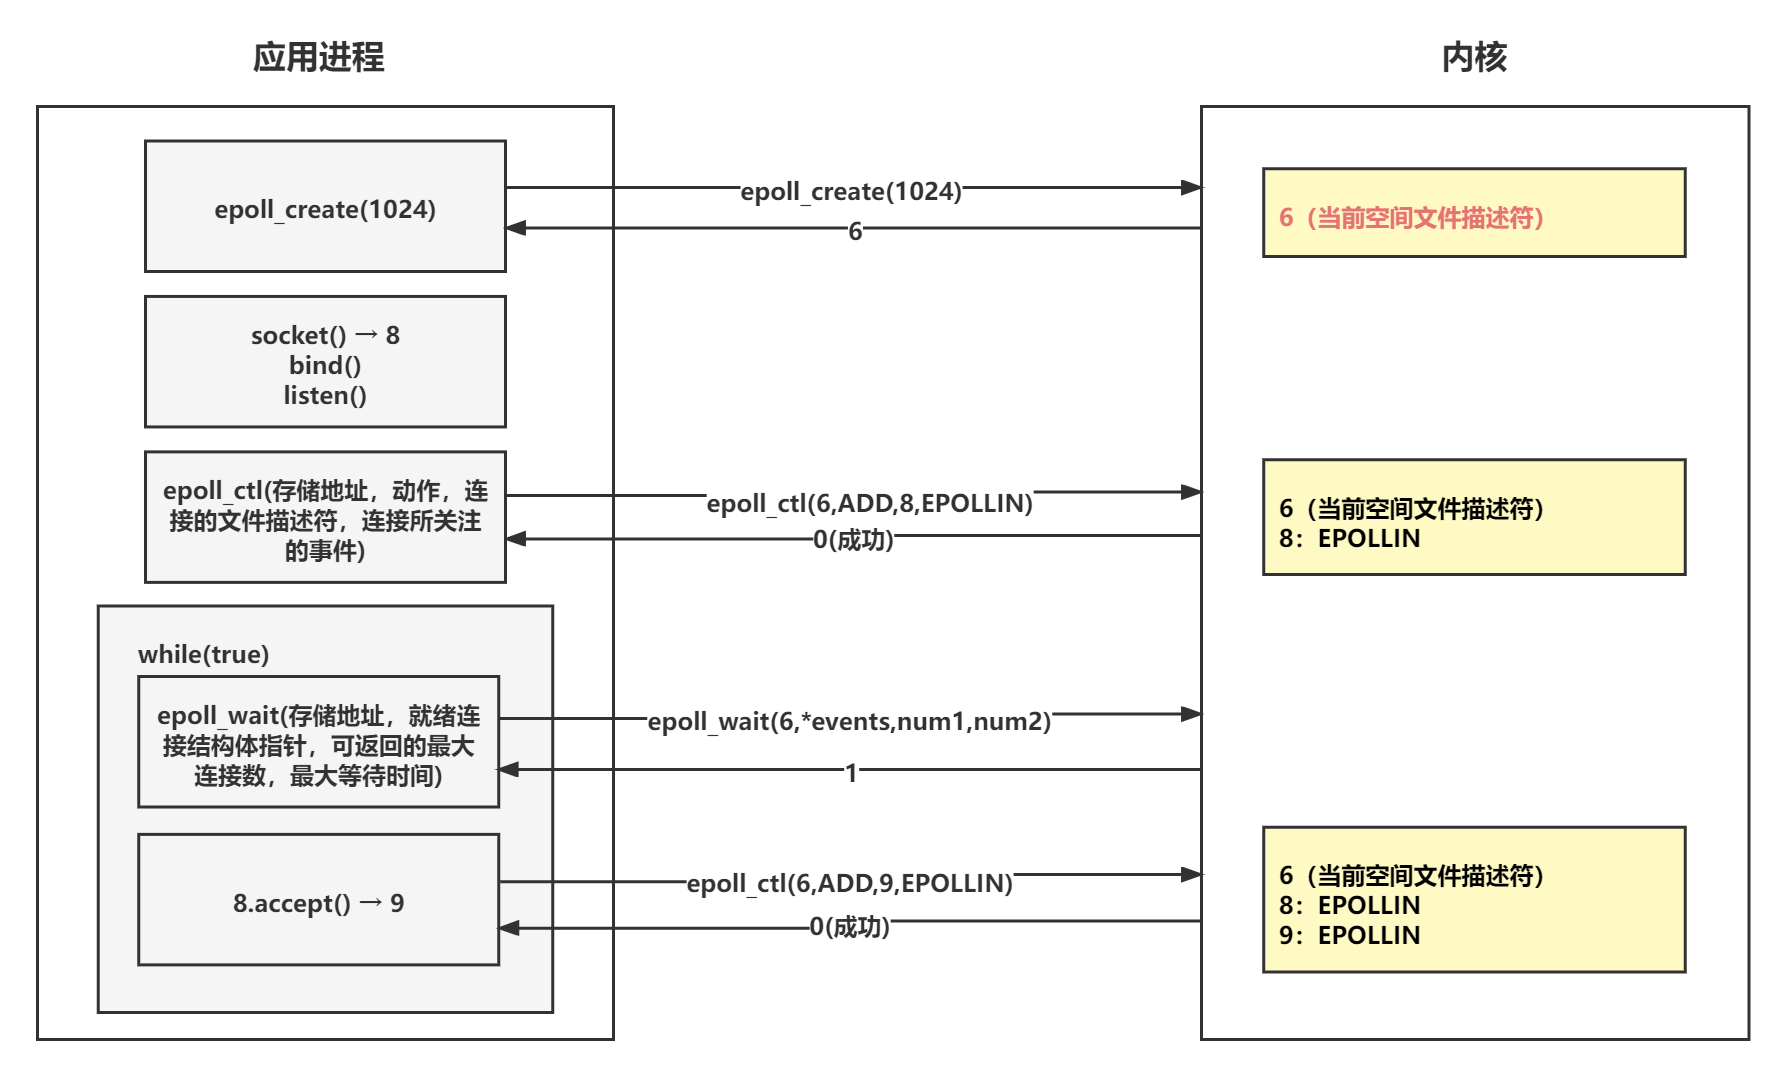 应用进程
内核
epoll_create(1024)
epoll_create(1024)
6
6（当前空间文件描述符）
socket() → 8
bind()
listen()
epoll_ctl(存储地址，动作，连
接的文件描述符，连接所关注
的事件)
epoll_ctl(6,ADD,8,EPOLLIN)
0(成功)
6（当前空间文件描述符）
8：EPOLLIN
while(true)
epoll_wait(存储地址，就绪连
接结构体指针，可返回的最大
连接数，最大等待时间)
epoll_wait(6,*events,num1,num2)
1
8.accept() → 9
epoll_ctl(6,ADD,9,EPOLLIN)
0(成功)
6（当前空间文件描述符）
8：EPOLLIN
9：EPOLLIN